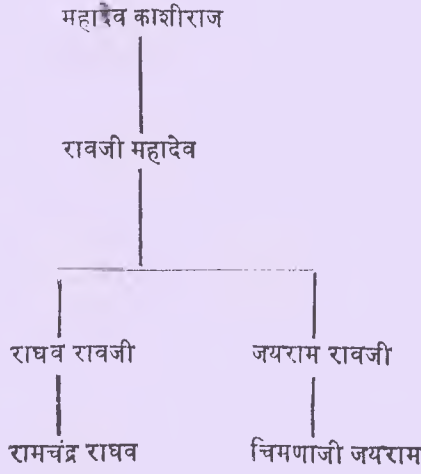 महादेव काशीराज
रावजी महादेव
राघव रावजी जयराम रावजी
रामचंद्र राघव चिमणाजी जयराम